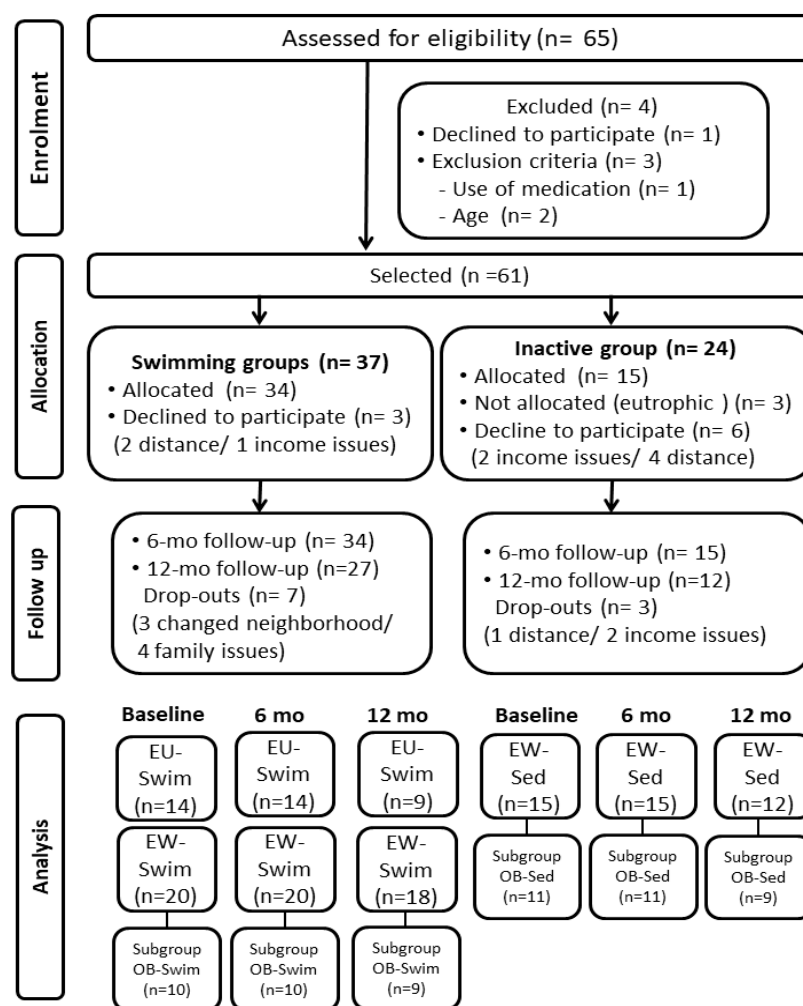 Enrolment
Assessed for eligibility (n= 65)
Excluded (n= 4)
• Declined to participate (n= 1)
• Exclusion criteria (n= 3)
- Use of medication (n= 1)
- Age (n= 2)
Allocation
Selected (n =61)
Swimming groups (n= 37)
• Allocated (n= 34)
• Declined to participate (n= 3)
(2 distance/ 1 income issues)
Inactive group (n= 24)
• Allocated (n= 15)
• Not allocated (eutrophic ) (n= 3)
• Decline to participate (n= 6)
(2 income issues/ 4 distance)
Follow up
• 6-mo follow-up (n= 34)
• 12-mo follow-up (n=27)
Drop-outs (n= 7)
(3 changed neighborhood/
4 family issues)
• 6-mo follow-up (n= 15)
• 12-mo follow-up (n=12)
Drop-outs (n= 3)
(1 distance/ 2 income issues)
Analysis
Baseline
6 mo
12 mo
Baseline
6 mo
12 mo
EU-
Swim
(n=14)
EU-
Swim
(n=14)
EU-
Swim
(n=9)
EW-
Sed
(n=15)
EW-
Sed
(n=15)
EW-
Sed
(n=12)
EW-
Swim
(n=20)
EW-
Swim
(n=20)
EW-
Swim
(n=18)
Subgroup
OB-Sed
(n=11)
Subgroup
OB-Sed
(n=11)
Subgroup
OB-Sed
(n=9)
Subgroup
OB-Swim
(n=10)
Subgroup
OB-Swim
(n=10)
Subgroup
OB-Swim
(n=9)